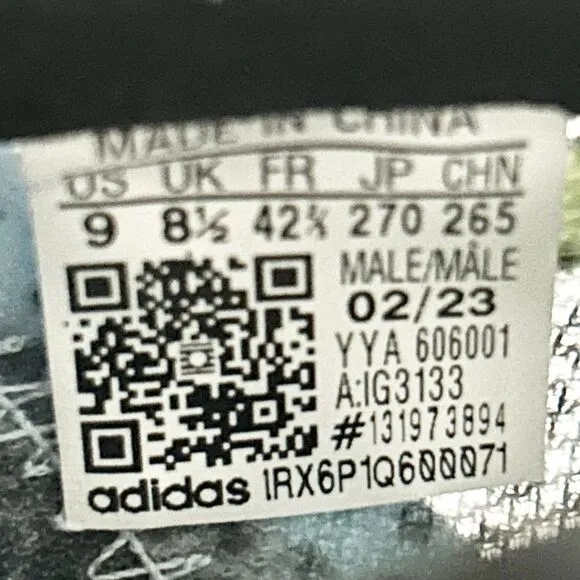 MADE IN CHINA
US UK FR JP CHN
9 8½ 42⅔ 270 265
MALE/MÂLE
02/23
YYA 606001
A:IG3133
#131973894
adidas 1RX6P1Q600071